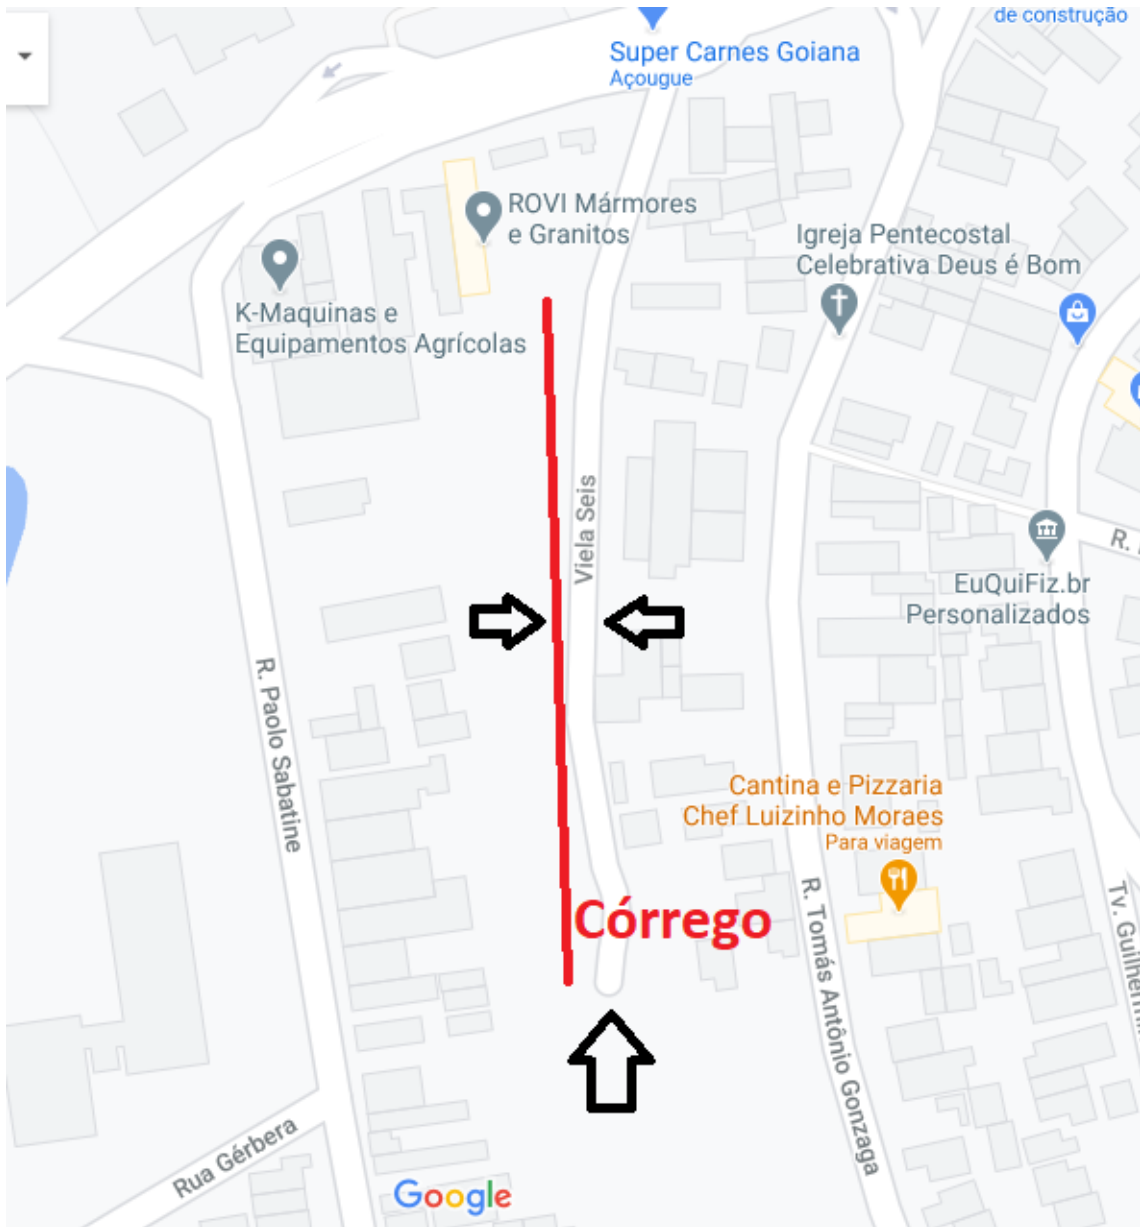 de construção
Super Carnes Goiana
Açougue
ROVI Mármores
e Granitos
Igreja Pentecostal
Celebrativa Deus é Bom
K-Maquinas e
Equipamentos Agrícolas
Viela Seis
R.
EuQuiFiz.br
Personalizados
R. Paolo Sabatine
Cantina e Pizzaria
Chef Luizinho Moraes
Para viagem
Córrego
R. Tomás Antônio Gonzaga
Tv. Guilherm
Rua Gérbera
Google